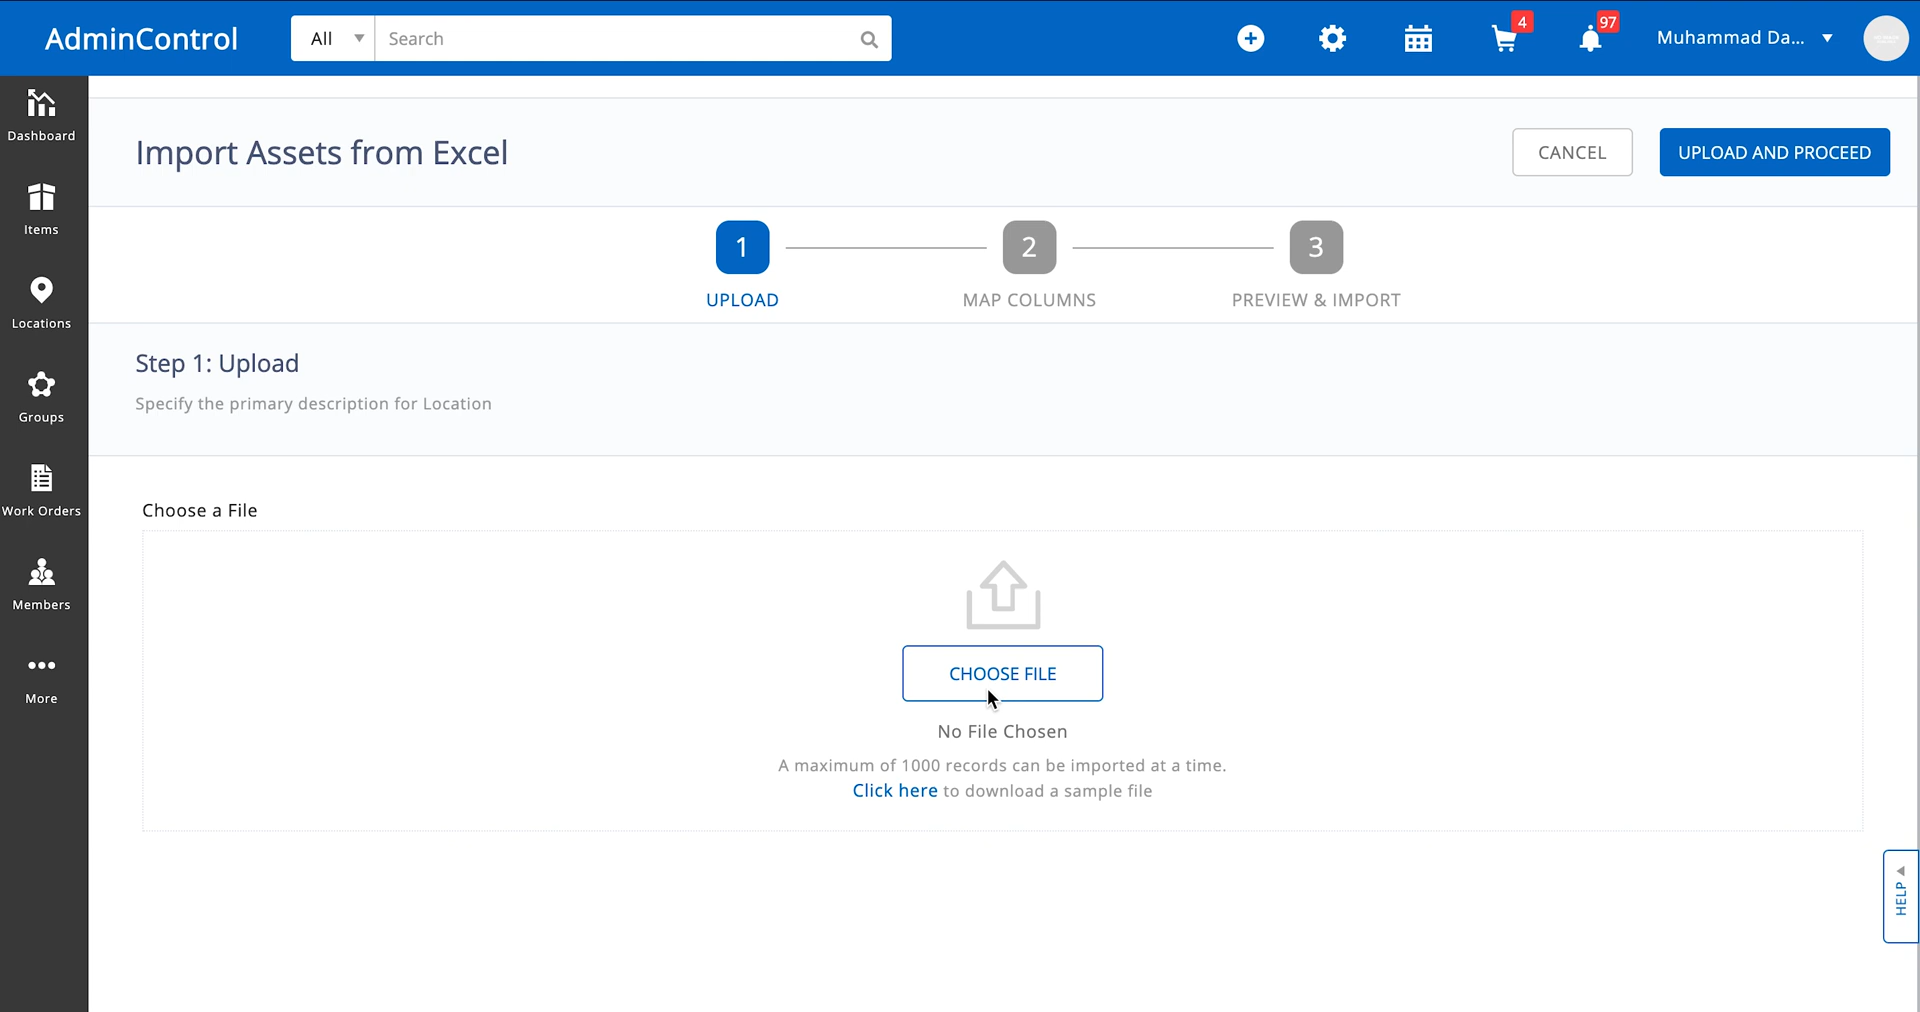 AdminControl
All
Search
4
97
Muhammad Da...
Dashboard
Items
Locations
Groups
Work Orders
Members
More
Import Assets from Excel
CANCEL
UPLOAD AND PROCEED
1
2
3
UPLOAD
MAP COLUMNS
PREVIEW & IMPORT
Step 1: Upload
Specify the primary description for Location
Choose a File
CHOOSE FILE
No File Chosen
A maximum of 1000 records can be imported at a time.
Click here to download a sample file
HELP